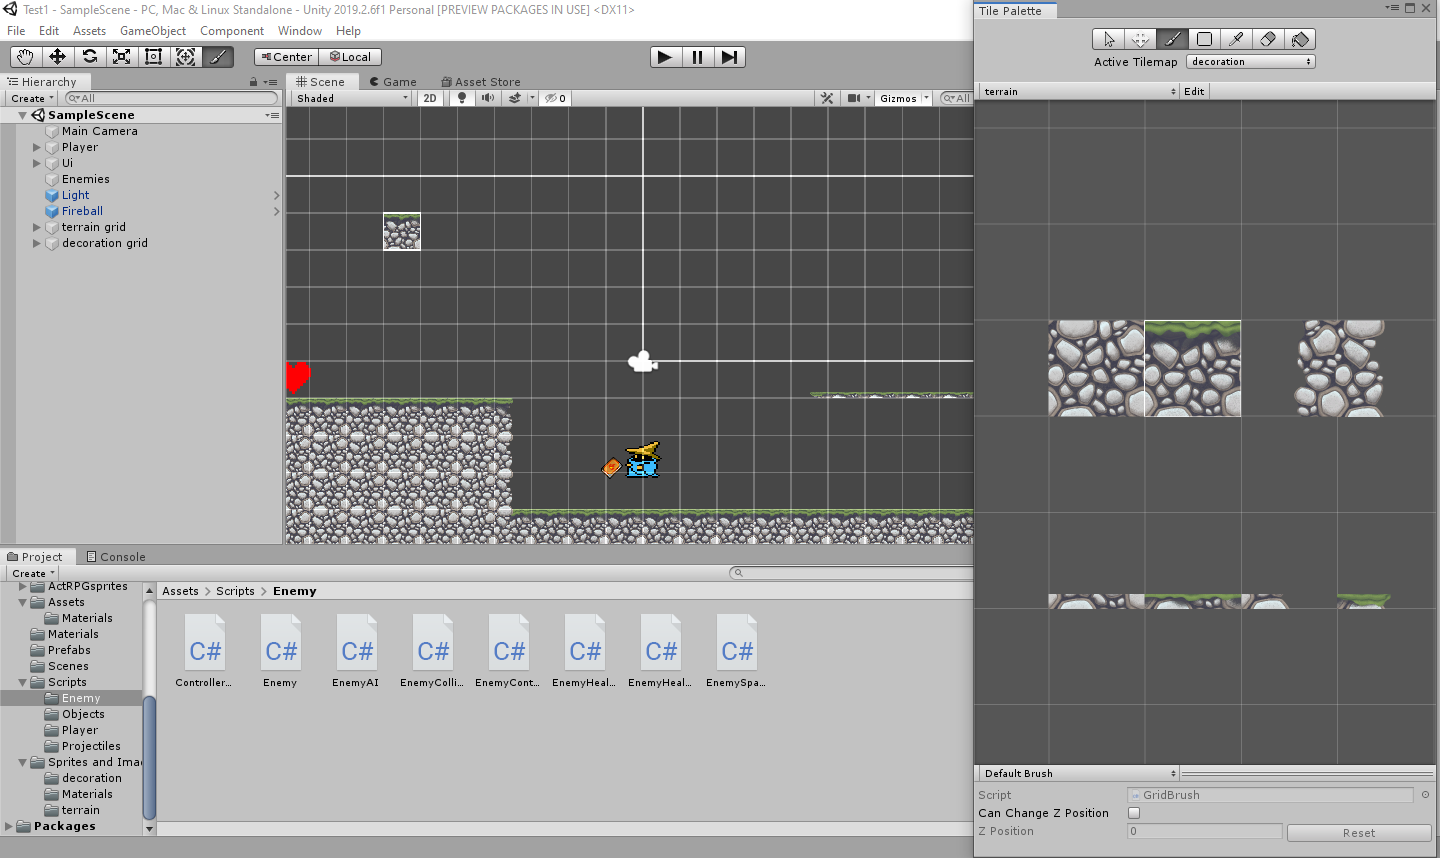 Test1 - SampleScene - PC, Mac & Linux Standalone - Unity 2019.2.6f1 Personal [PREVIEW PACKAGES IN USE] <DX11>
File Edit Assets GameObject Component Window Help
Center Local
Hierarchy
Create All
SampleScene
Main Camera
Player
Ui
Enemies
Light
Fireball
terrain grid
decoration grid
Scene Game Asset Store
Shaded 2D 0 Gizmos All
Tile Palette
Active Tilemap decoration
terrain Edit
Project Console
Create
ActRPGsprites
Assets
Materials
Materials
Prefabs
Scenes
Scripts
Enemy
Objects
Player
Projectiles
Sprites and Ima
decoration
Materials
terrain
Packages
Assets > Scripts > Enemy
C# C# C# C# C# C# C# C#
Controller... Enemy EnemyAI EnemyColli... EnemyCont... EnemyHeal... EnemyHeal... EnemySpa...
Default Brush
Script GridBrush
Can Change Z Position
Z Position 0 Reset